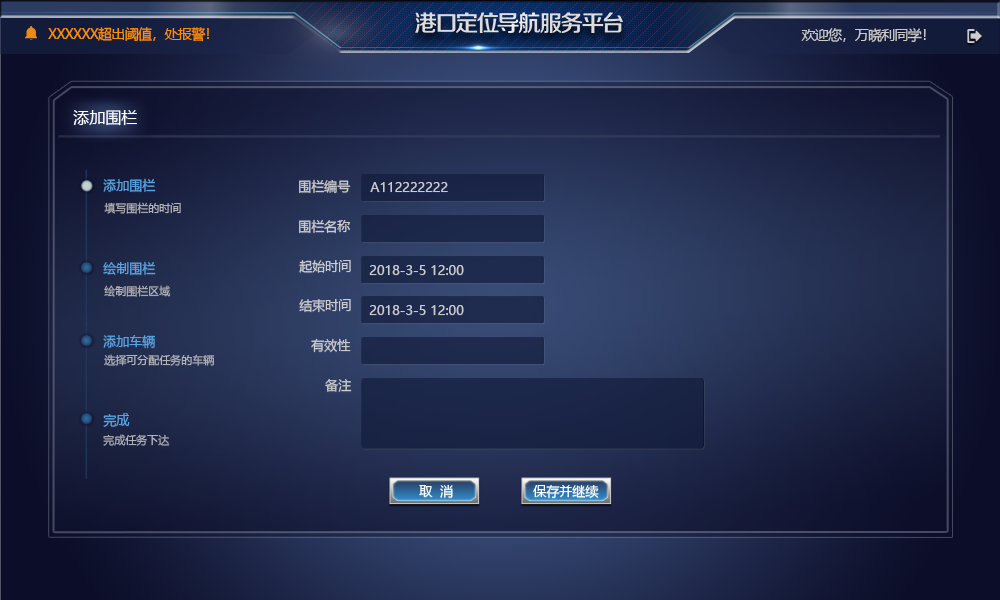 港口定位导航服务平台
XXXXXX超出阈值，处报警！
欢迎您，万晓利同学！
添加围栏
添加围栏
填写围栏的时间
绘制围栏
绘制围栏区域
添加车辆
选择可分配任务的车辆
完成
完成任务下达
围栏编号 A112222222
围栏名称
起始时间 2018-3-5 12:00
结束时间 2018-3-5 12:00
有效性
备注
取 消 保存并继续